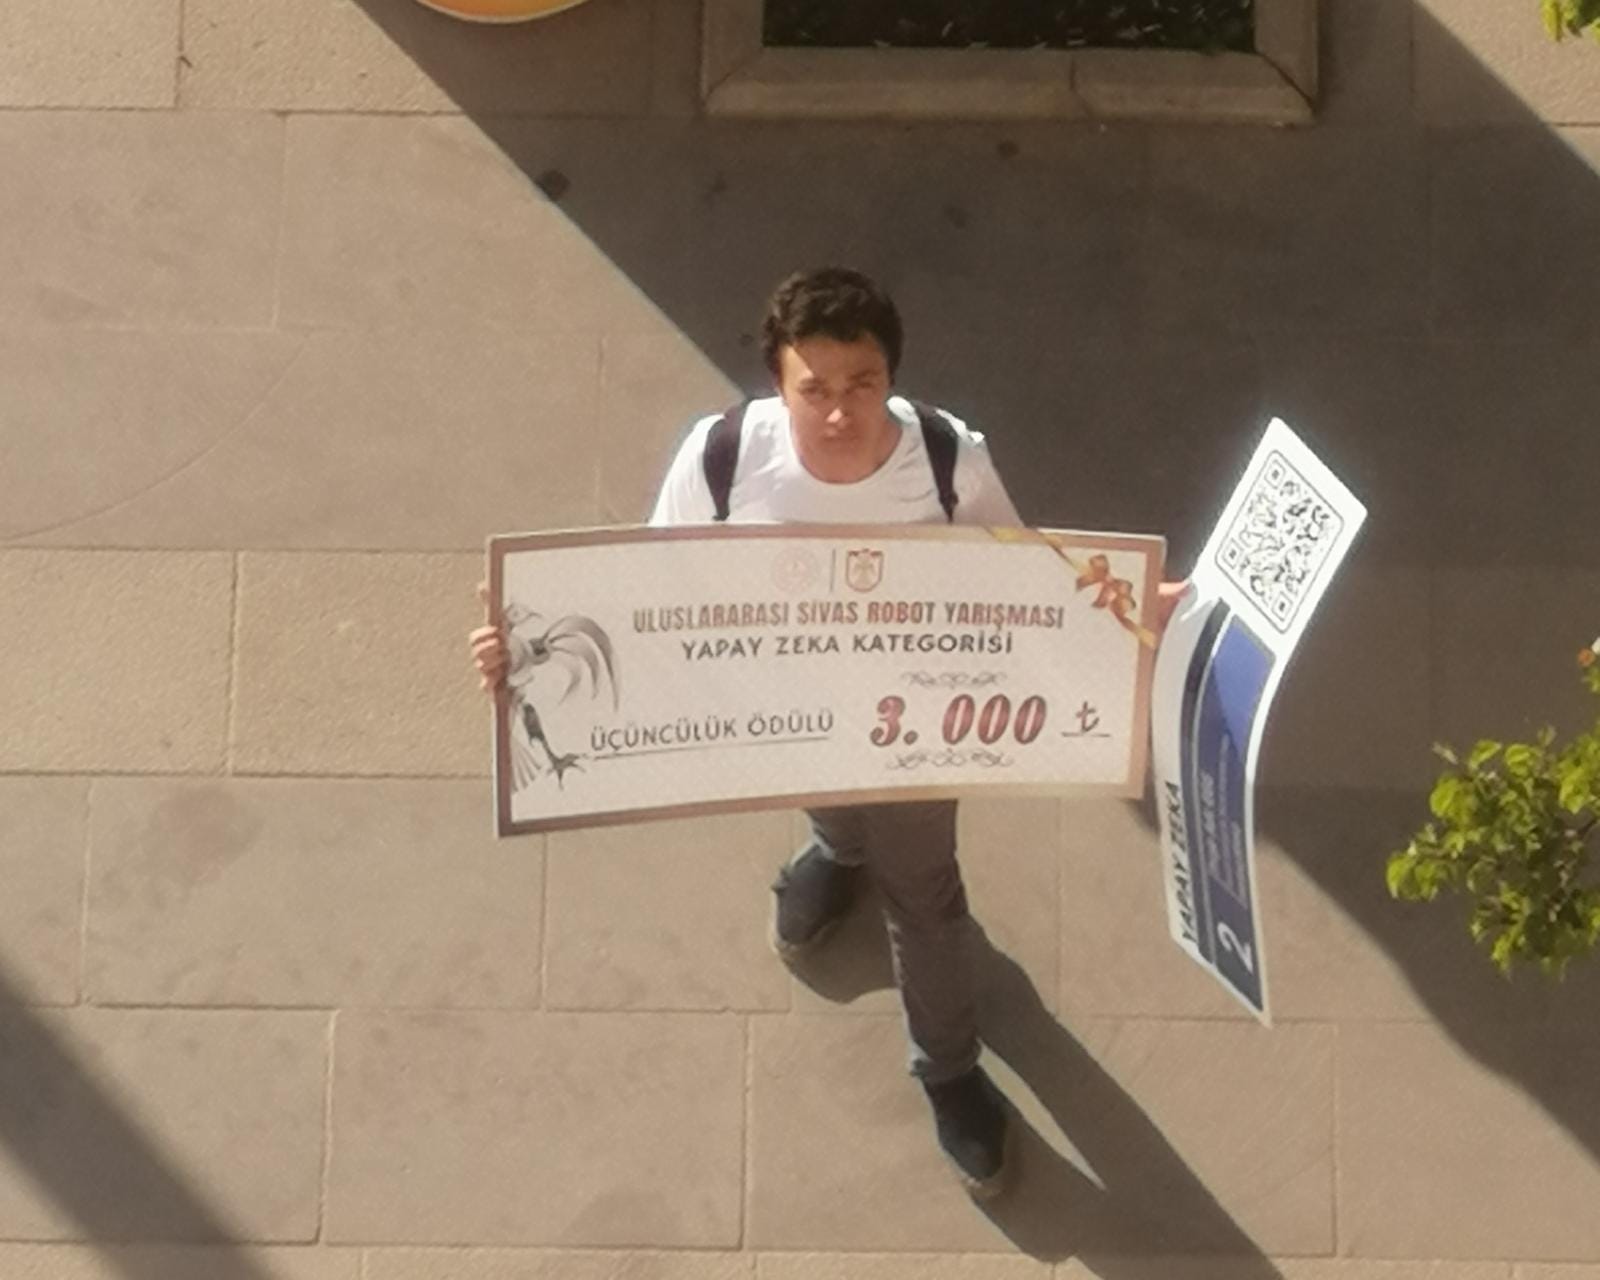 ULUSLARARASI SİVAS ROBOT YARIŞMASI
YAPAY ZEKA KATEGORİSİ
ÜÇÜNCÜLÜK ÖDÜLÜ 3.000 ₺
YAPAY ZEKA
2